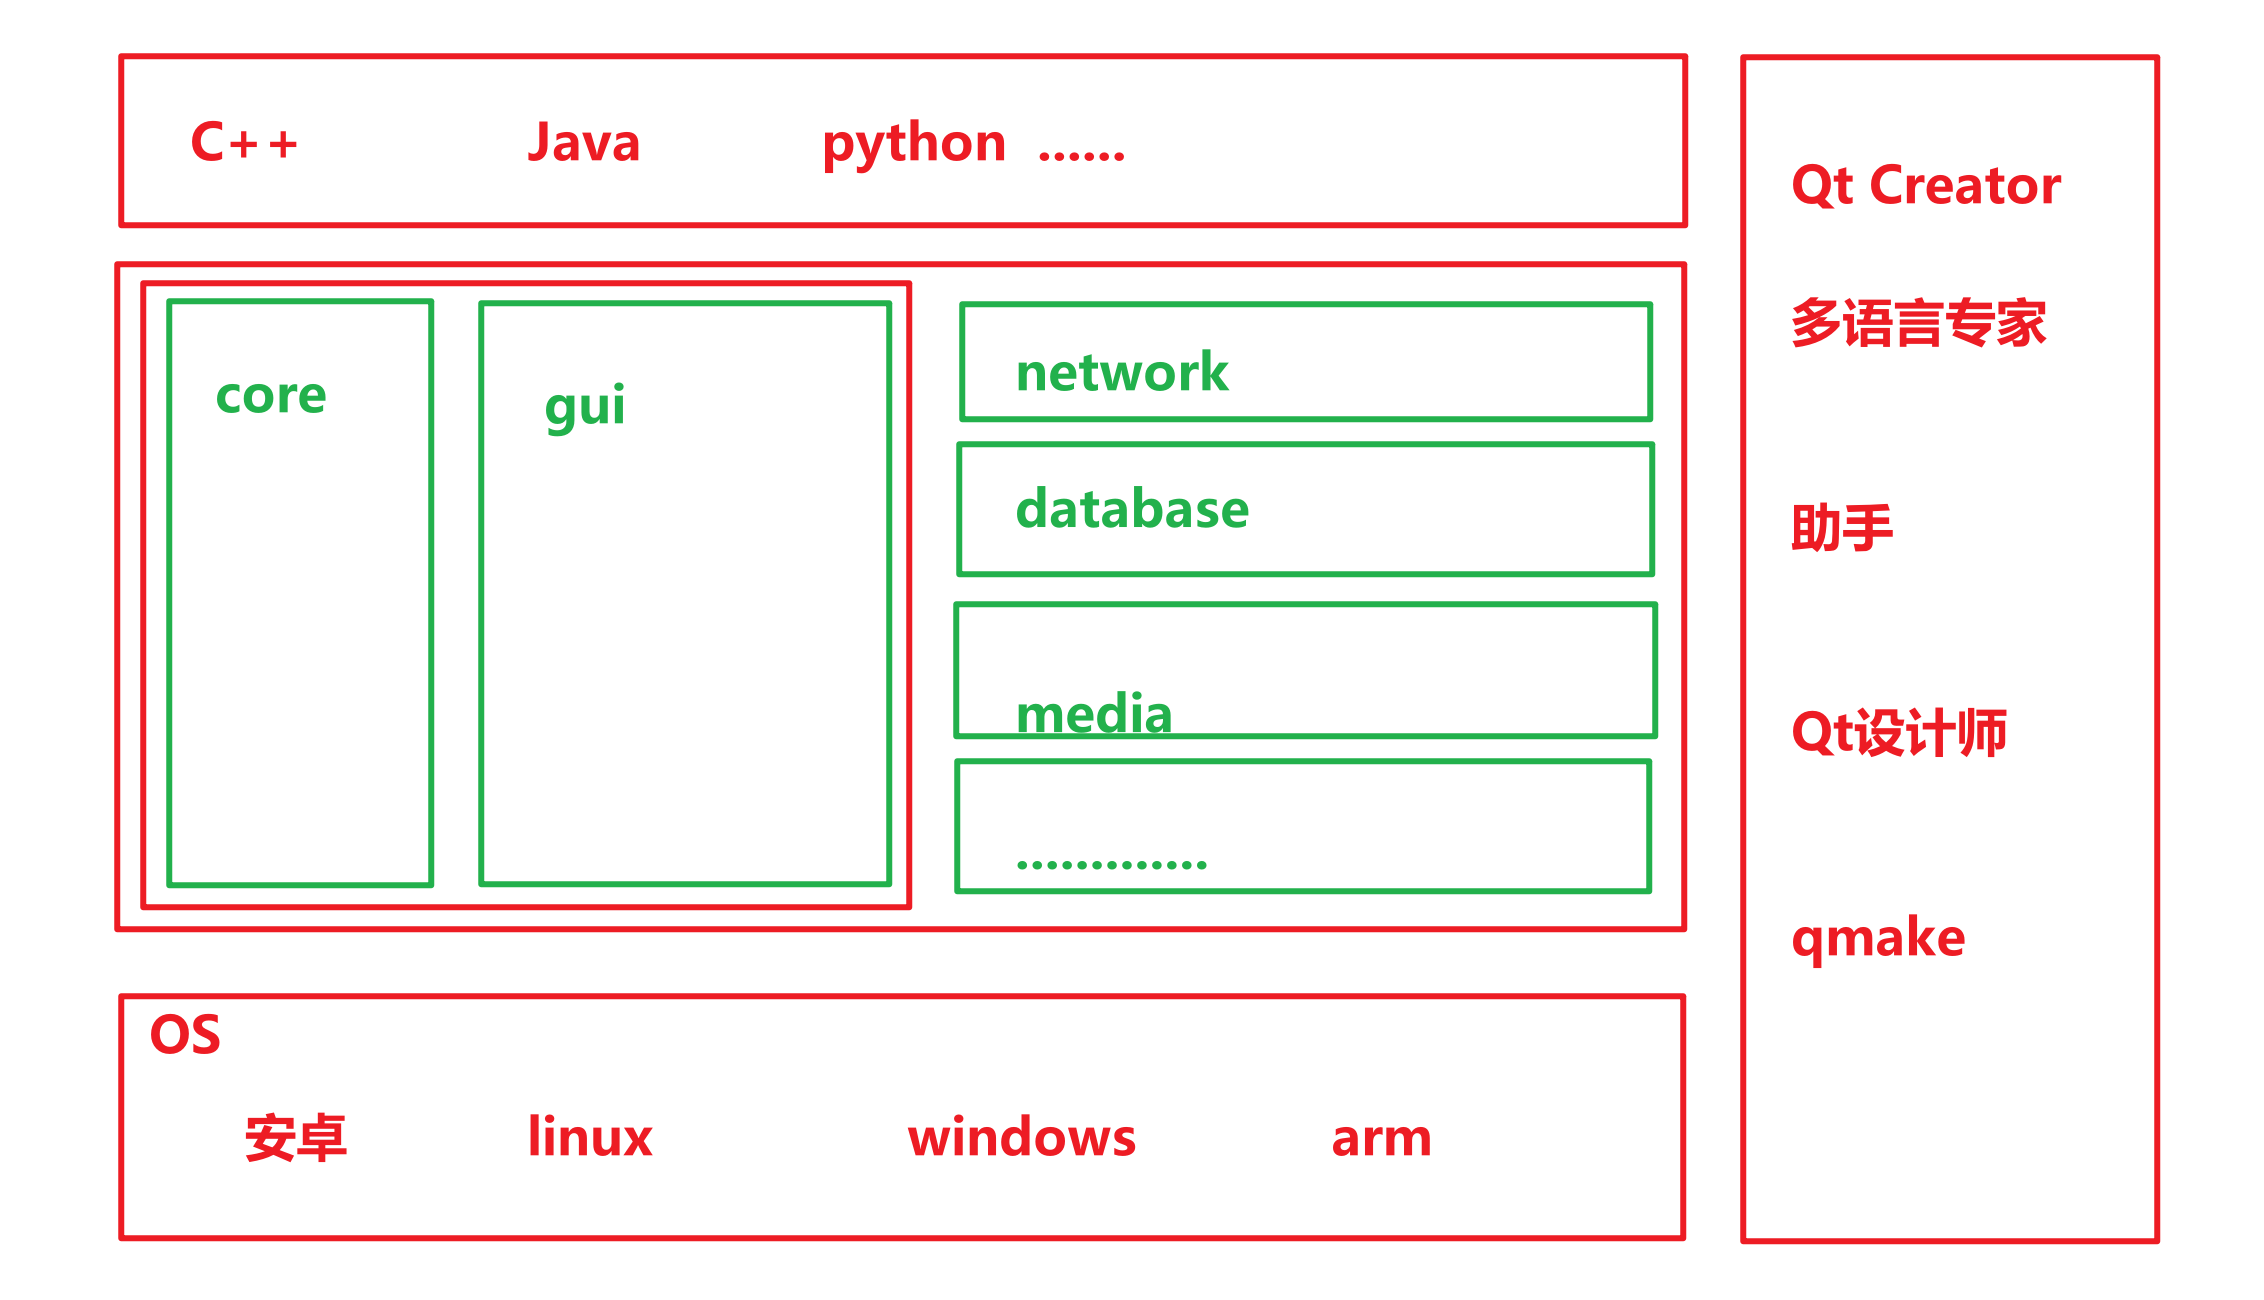 C++ Java python ......
core
gui
network
database
media
.............
OS
安卓 linux windows arm
Qt Creator
多语言专家
助手
Qt设计师
qmake